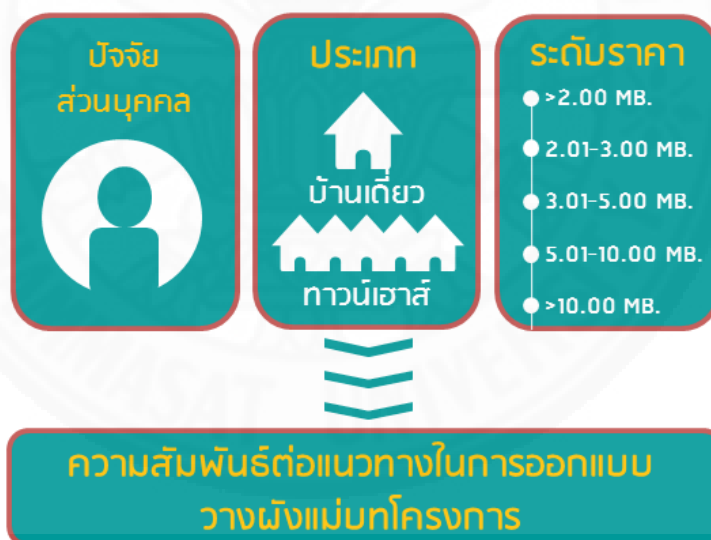 ปัจจัย
ส่วนบุคคล
ประเภท
บ้านเดี่ยว
ทาวน์เฮาส์
ระดับราคา
>2.00 MB.
2.01-3.00 MB.
3.01-5.00 MB.
5.01-10.00 MB.
>10.00 MB.
ความสัมพันธ์ต่อแนวทางในการออกแบบ
วางผังแม่บทโครงการ